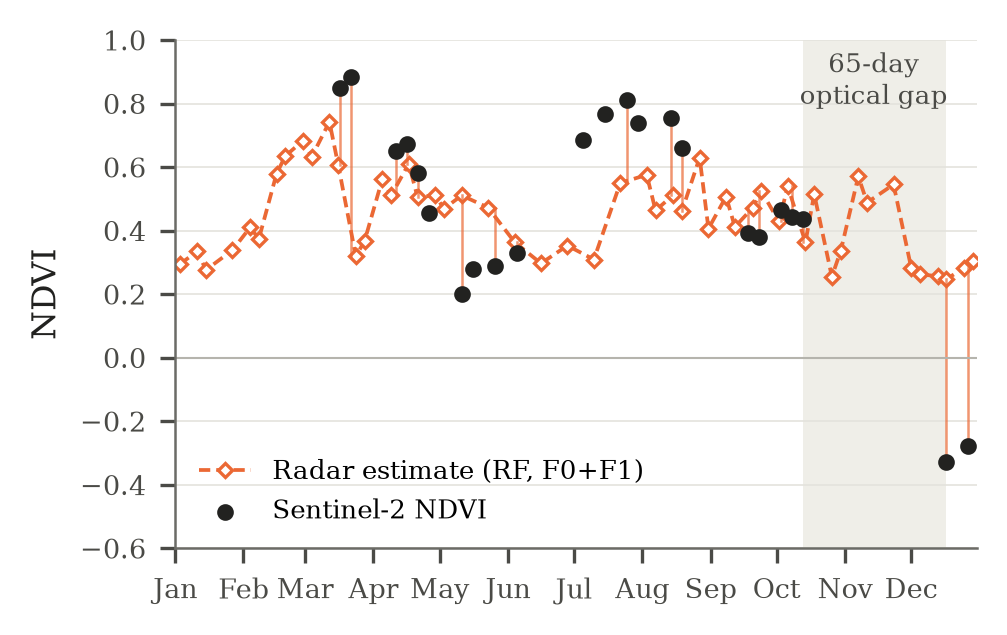 1.0
65-day
optical gap
0.8
0.6
0.4
0.2
0.0
−0.2
−0.4
−0.6
NDVI
Radar estimate (RF, F0+F1)
Sentinel-2 NDVI
Jan Feb Mar Apr May Jun Jul Aug Sep Oct Nov Dec